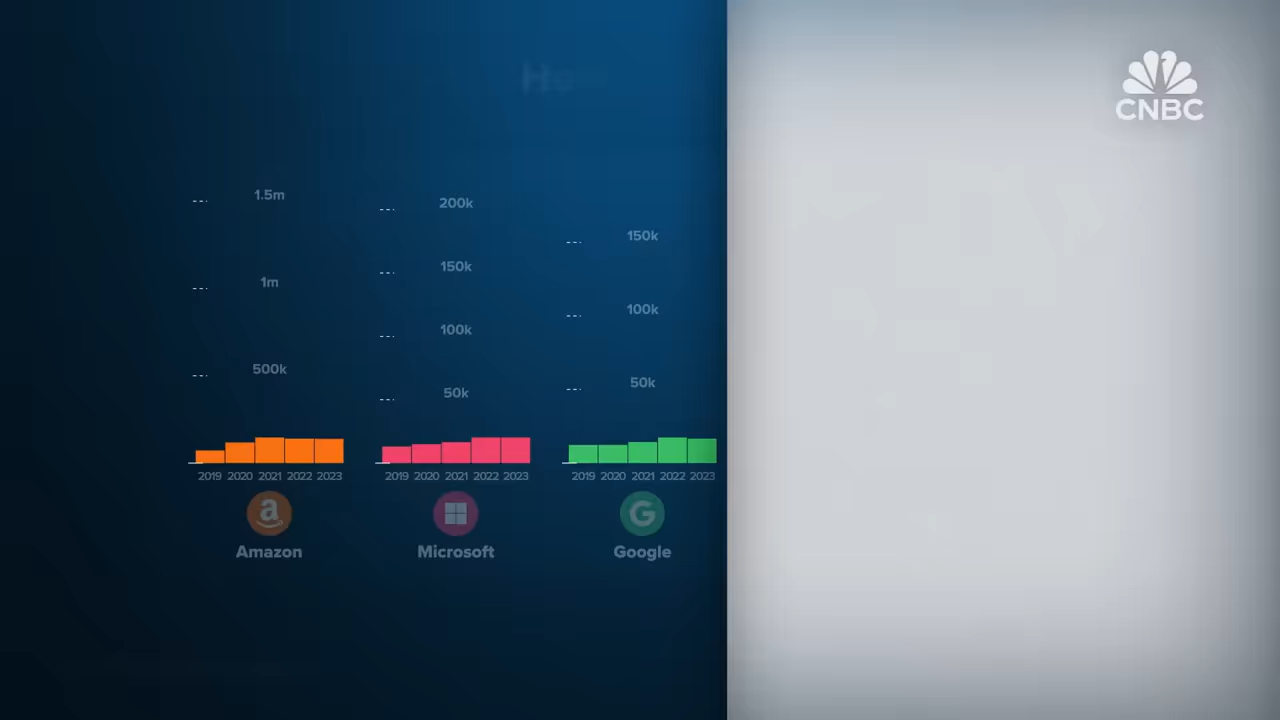 CNBC
1.5m
1m
500k
2019 2020 2021 2022 2023
Amazon
200k
150k
100k
50k
2019 2020 2021 2022 2023
Microsoft
150k
100k
50k
2019 2020 2021 2022 2023
Google